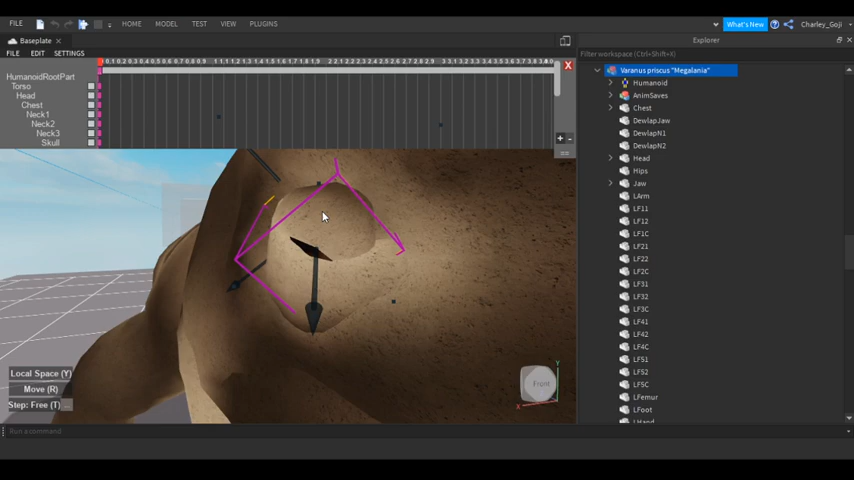 FILE HOME MODEL TEST VIEW PLUGINS What's New Charley_Goji
Baseplate Explorer
FILE EDIT SETTINGS Filter workspace (Ctrl+Shift+X)
Varanus priscus "Megalania"
HumanoidRootPart
Torso
Head
Chest
Neck1
Neck2
Neck3
Skull
Humanoid
AnimSaves
Chest
DewlapJaw
DewlapN1
DewlapN2
Head
Hips
Jaw
LArm
LF11
LF12
LF1C
LF21
LF22
LF2C
LF31
LF32
LF3C
LF41
LF42
LF4C
LF51
LF52
LF5C
LFemur
LFoot
LHand
Local Space (Y)
Move (R)
Step: Free (T) ...
Front
Y
X
Run a command